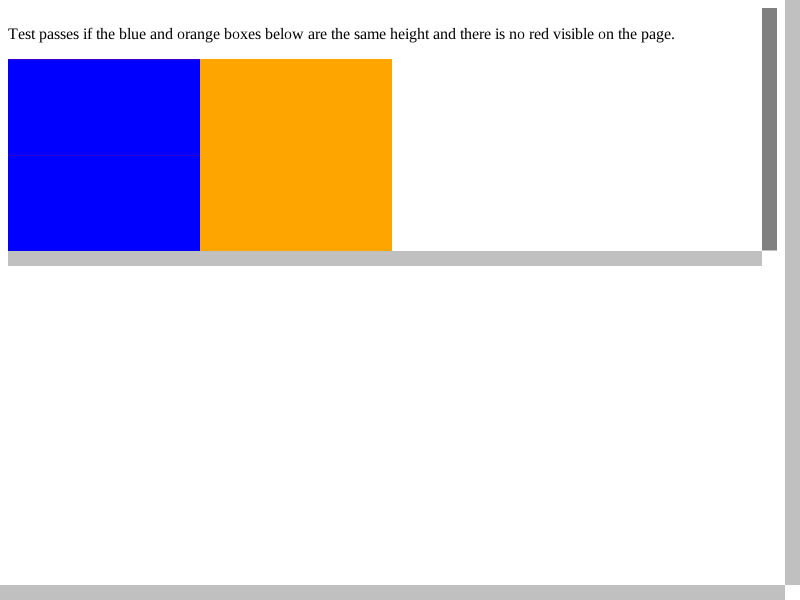 Test passes if the blue and orange boxes below are the same height and there is no red visible on the page.